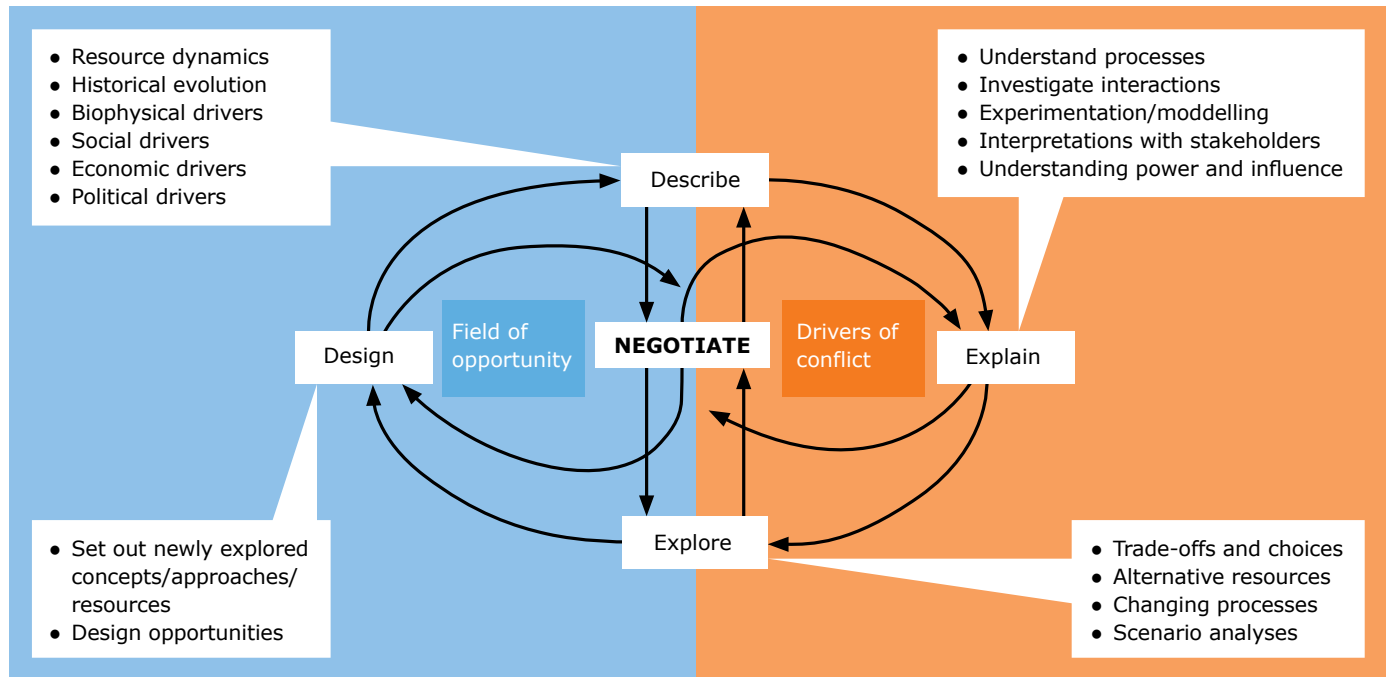 ● Resource dynamics
● Historical evolution
● Biophysical drivers
● Social drivers
● Economic drivers
● Political drivers
● Understand processes
● Investigate interactions
● Experimentation/moddelling
● Interpretations with stakeholders
● Understanding power and influence
Describe
Design
Field of
opportunity
NEGOTIATE
Drivers of
conflict
Explain
Explore
● Set out newly explored
concepts/approaches/
resources
● Design opportunities
● Trade-offs and choices
● Alternative resources
● Changing processes
● Scenario analyses